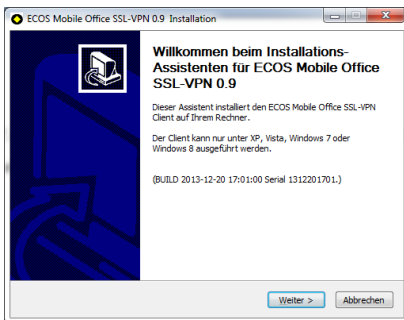 ECOS Mobile Office SSL-VPN 0.9 Installation
Willkommen beim Installations-
Assistenten für ECOS Mobile Office
SSL-VPN 0.9
Dieser Assistent installiert den ECOS Mobile Office SSL-VPN
Client auf Ihrem Rechner.
Der Client kann nur unter XP, Vista, Windows 7 oder
Windows 8 ausgeführt werden.
(BUILD 2013-12-20 17:01:00 Serial 1312201701.)
Weiter >
Abbrechen